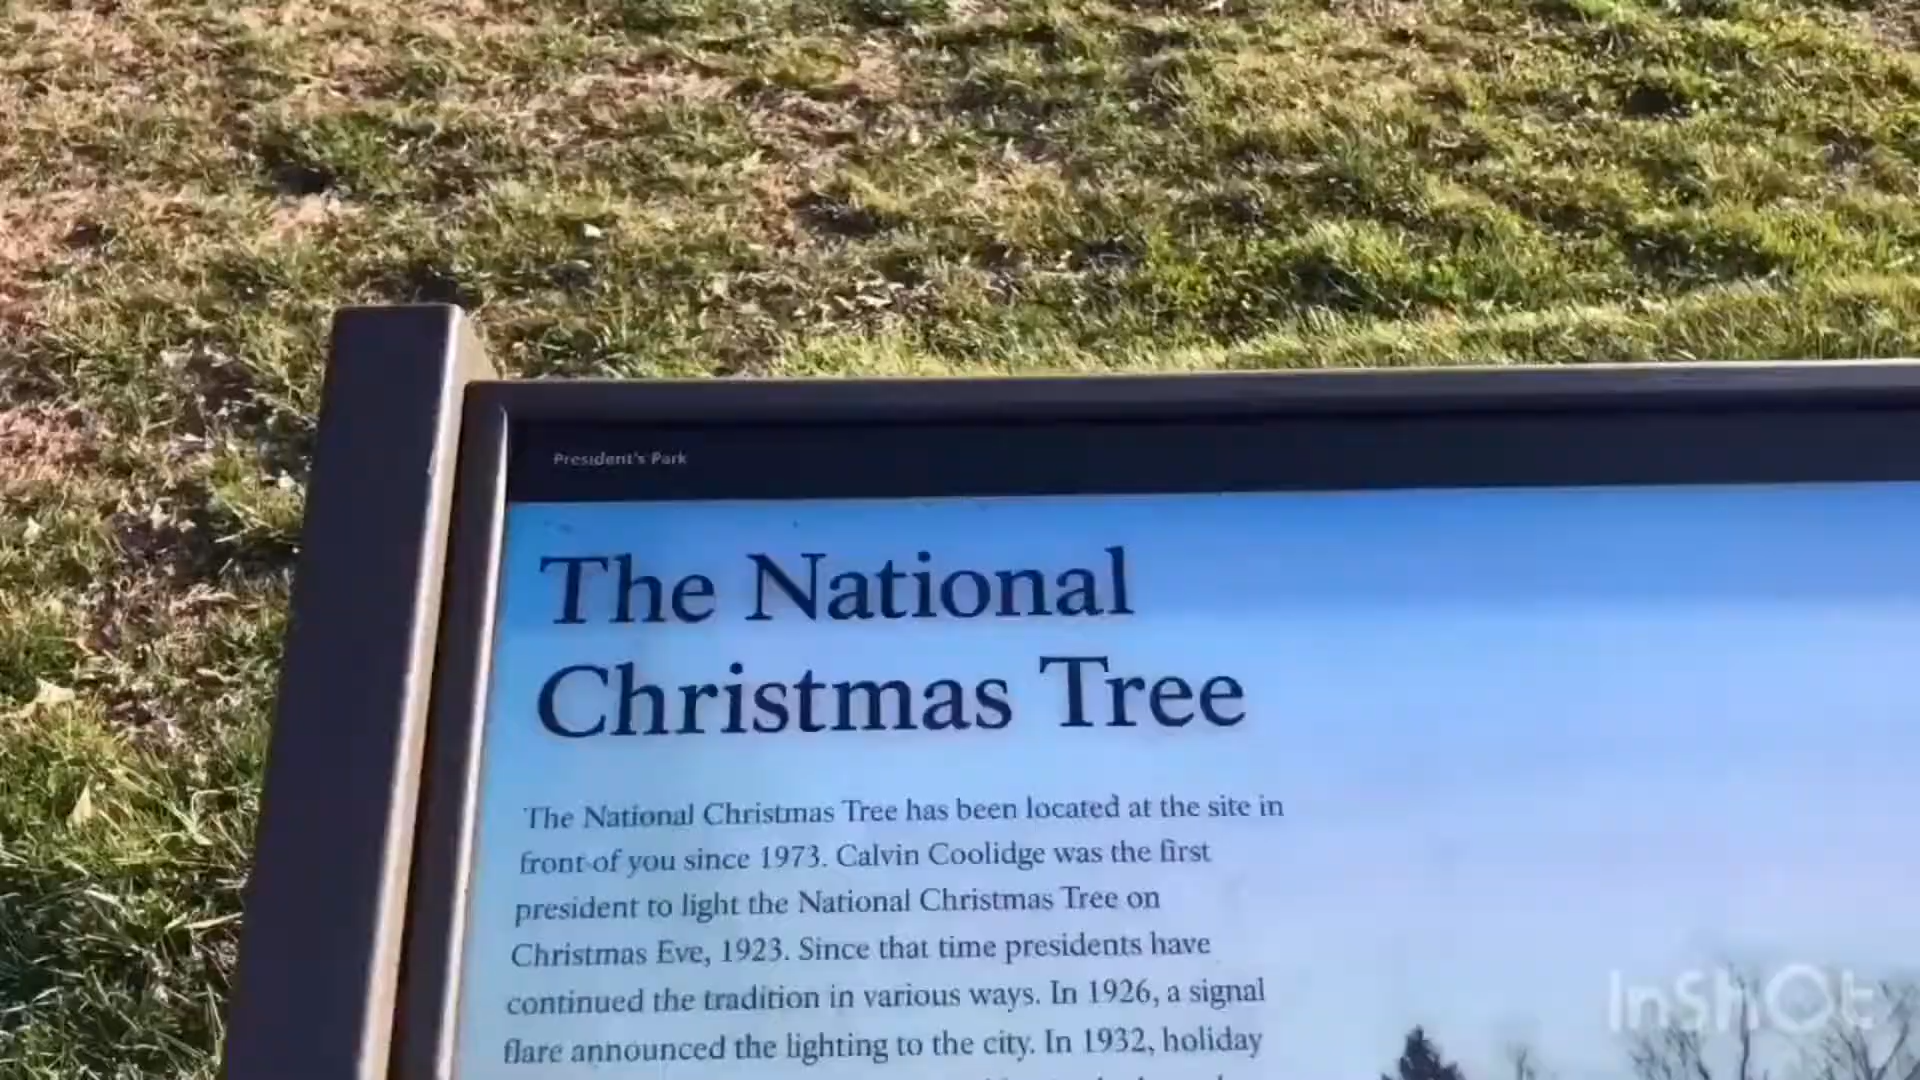 President's Park
The National
Christmas Tree
The National Christmas Tree has been located at the site in
front of you since 1973. Calvin Coolidge was the first
president to light the National Christmas Tree on
Christmas Eve, 1923. Since that time presidents have
continued the tradition in various ways. In 1926, a signal
flare announced the lighting to the city. In 1932, holiday
InShOt